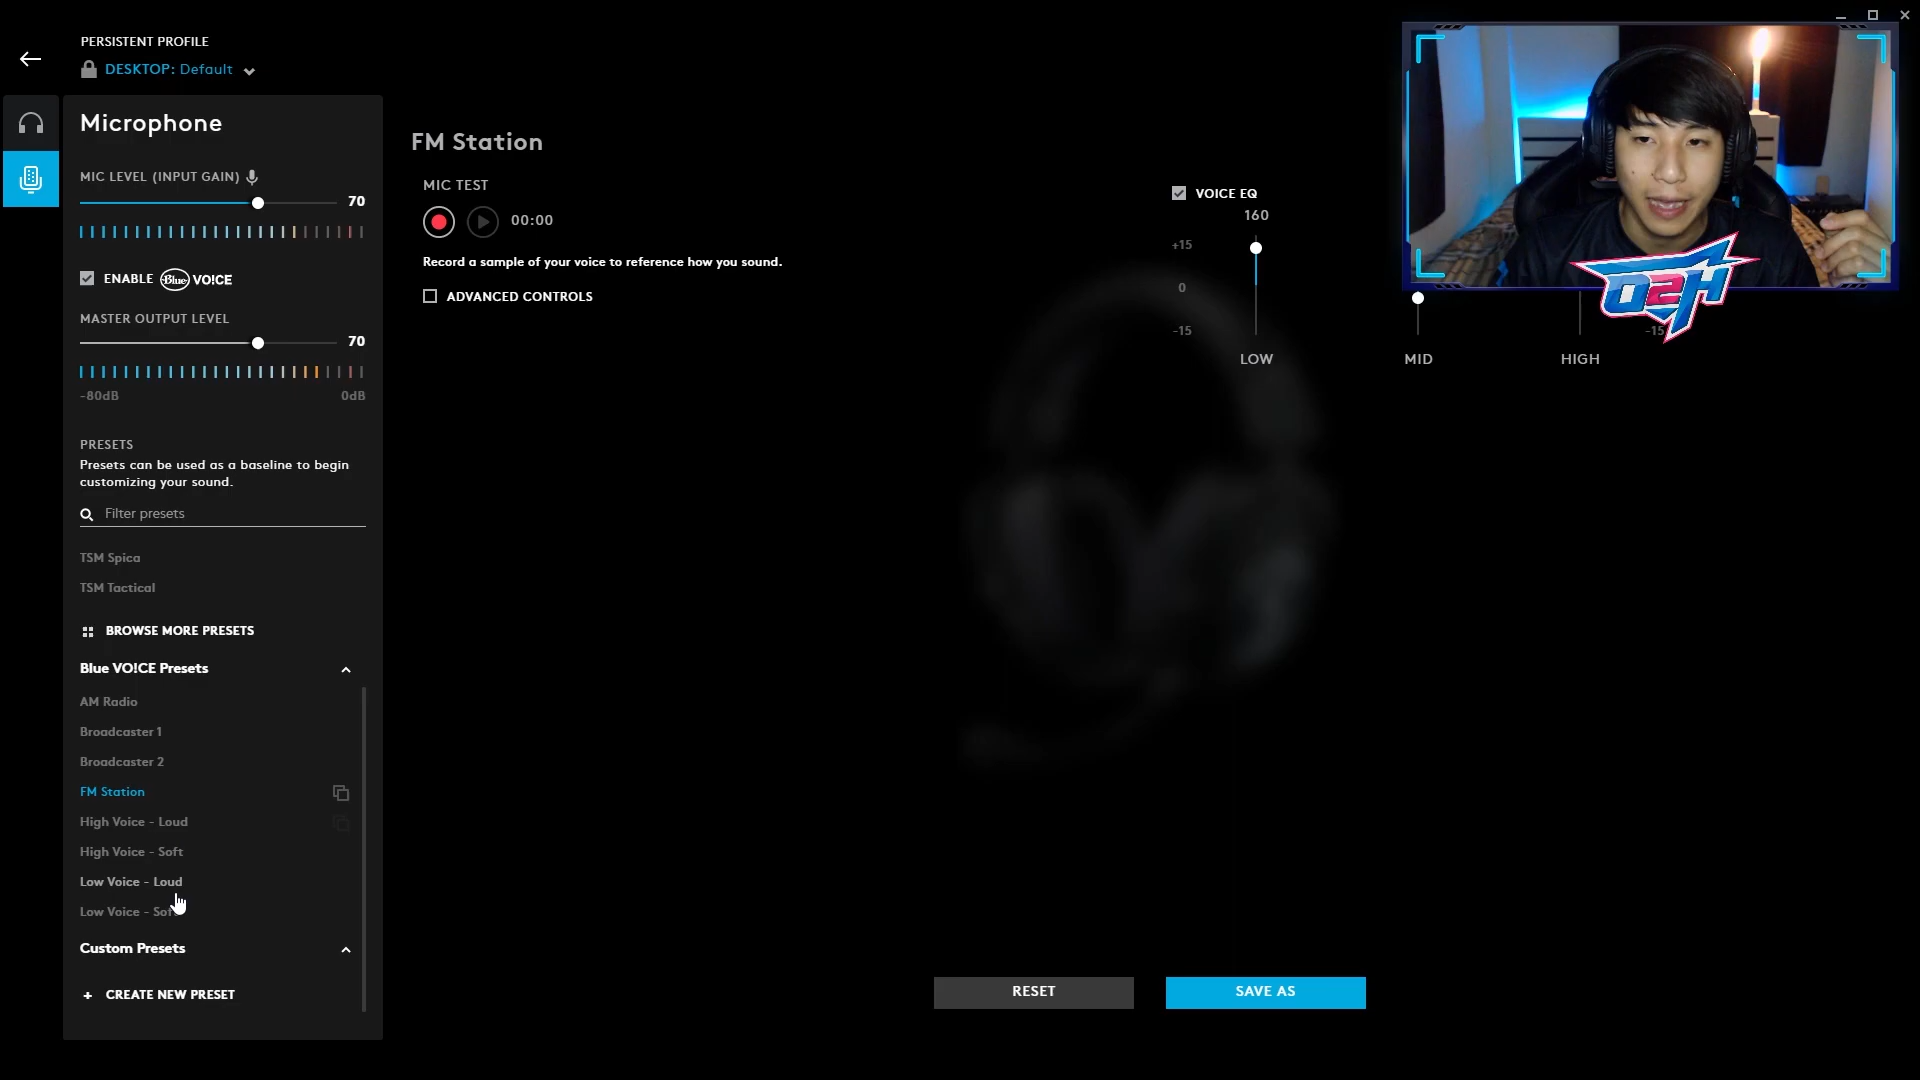 PERSISTENT PROFILE
DESKTOP: Default
Microphone
MIC LEVEL (INPUT GAIN)
70
ENABLE Blue VO!CE
MASTER OUTPUT LEVEL
70
-80dB 0dB
PRESETS
Presets can be used as a baseline to begin
customizing your sound.
Filter presets
TSM Spica
TSM Tactical
BROWSE MORE PRESETS
Blue VO!CE Presets
AM Radio
Broadcaster 1
Broadcaster 2
FM Station
High Voice - Loud
High Voice - Soft
Low Voice - Loud
Low Voice - Soft
Custom Presets
+ CREATE NEW PRESET
FM Station
MIC TEST
00:00
Record a sample of your voice to reference how you sound.
ADVANCED CONTROLS
VOICE EQ
160
+15
0
-15
-15
LOW MID HIGH
RESET SAVE AS